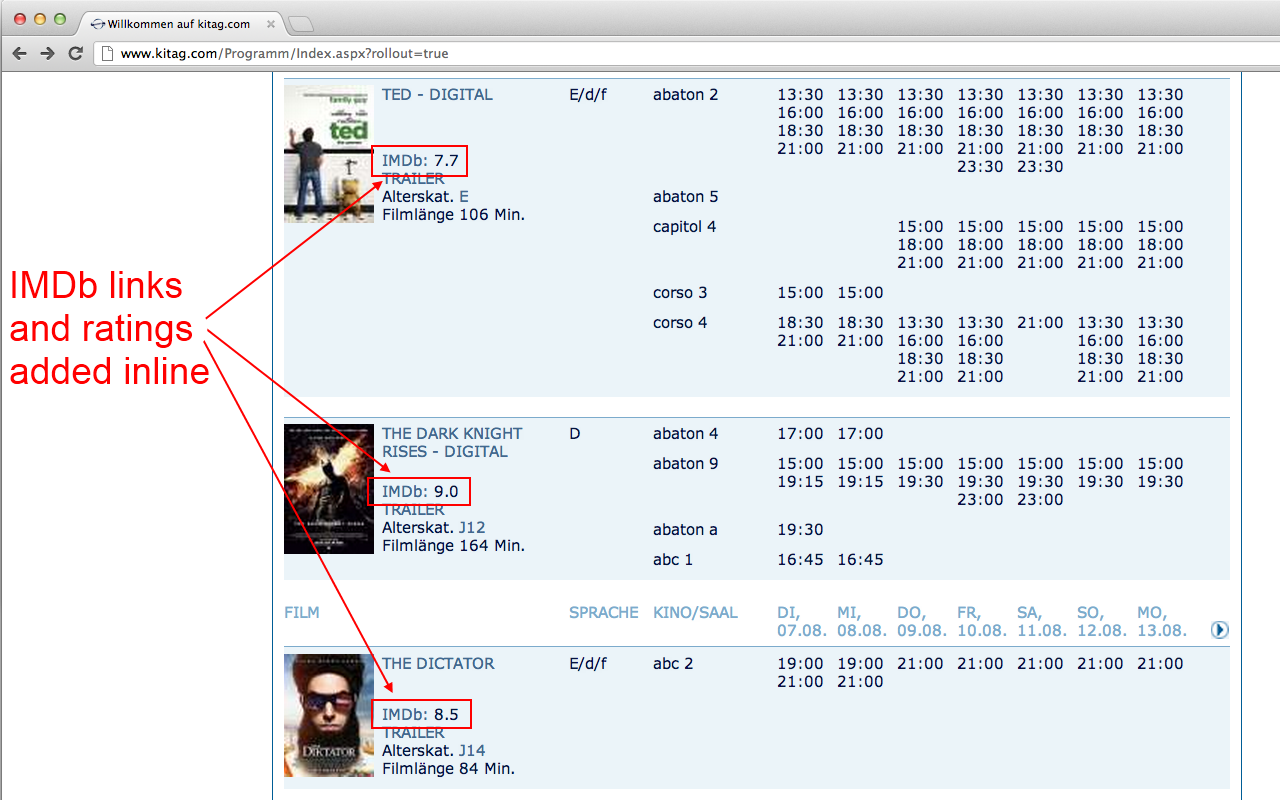 Willkommen auf kitag.com
www.kitag.com/Programm/Index.aspx?rollout=true
family guy
ted
TED - DIGITAL E/d/f abaton 2 13:30 13:30 13:30 13:30 13:30 13:30 13:30
16:00 16:00 16:00 16:00 16:00 16:00 16:00
18:30 18:30 18:30 18:30 18:30 18:30 18:30
21:00 21:00 21:00 21:00 21:00 21:00 21:00
IMDb: 7.7 23:30 23:30
TRAILER
Alterskat. E abaton 5
Filmlänge 106 Min.
capitol 4 15:00 15:00 15:00 15:00 15:00
18:00 18:00 18:00 18:00 18:00
21:00 21:00 21:00 21:00 21:00
corso 3 15:00 15:00
corso 4 18:30 18:30 13:30 13:30 21:00 13:30 13:30
21:00 21:00 16:00 16:00 16:00 16:00
18:30 18:30 18:30 18:30
21:00 21:00 21:00 21:00
IMDb links
and ratings
added inline
THE DARK KNIGHT D abaton 4 17:00 17:00
RISES - DIGITAL
abaton 9 15:00 15:00 15:00 15:00 15:00 15:00 15:00
19:15 19:15 19:30 19:30 19:30 19:30 19:30
IMDb: 9.0 23:00 23:00
TRAILER
Alterskat. J12 abaton a 19:30
Filmlänge 164 Min.
abc 1 16:45 16:45
THE DARK KNIGHT RISES
FILM SPRACHE KINO/SAAL DI, MI, DO, FR, SA, SO, MO,
07.08. 08.08. 09.08. 10.08. 11.08. 12.08. 13.08.
THE DICTATOR E/d/f abc 2 19:00 19:00 21:00 21:00 21:00 21:00 21:00
21:00 21:00
IMDb: 8.5
TRAILER
Alterskat. J14
Filmlänge 84 Min.
DIKTATOR